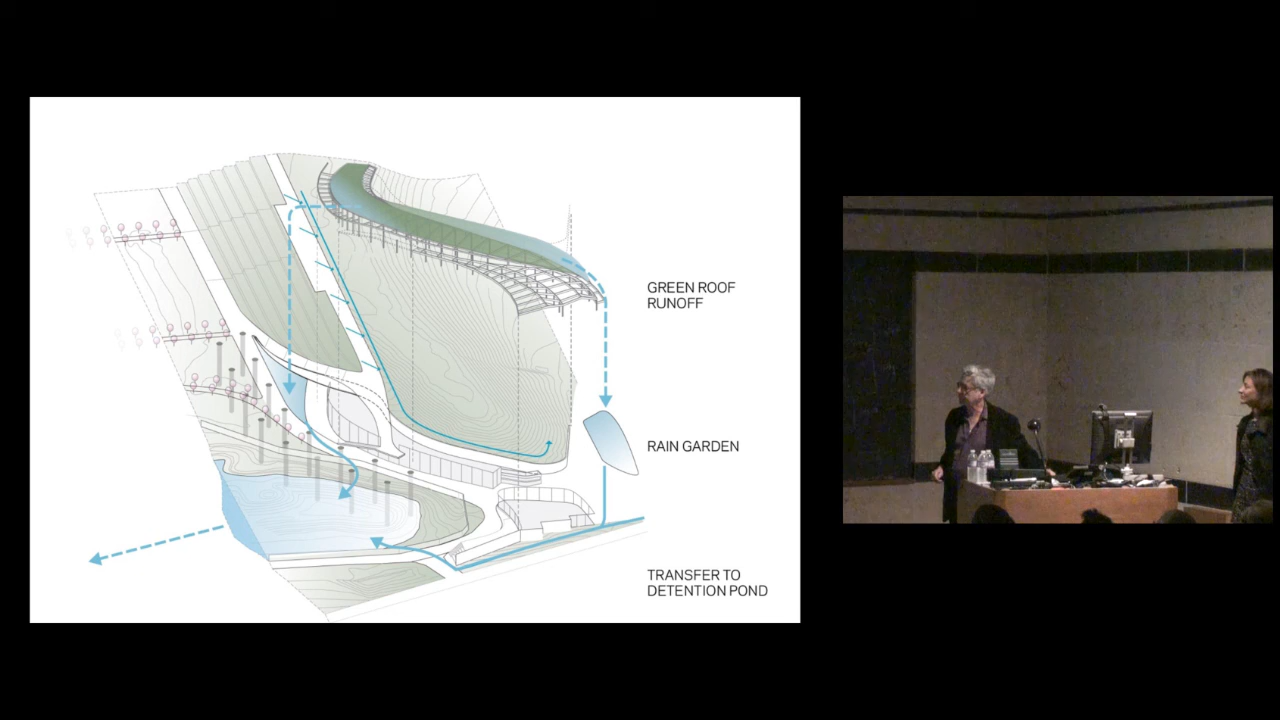 GREEN ROOF
RUNOFF
RAIN GARDEN
TRANSFER TO
DETENTION POND